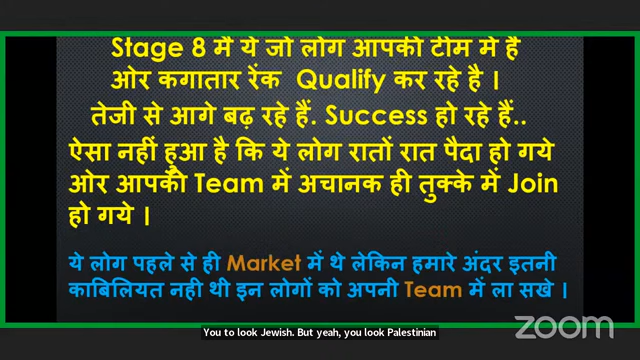 Stage 8 मै ये जो लोग आपकी टीम मे है
ओर कगातार रेंक Qualify कर रहे है ।
तेजी से आगे बढ़ रहे हैं. Success हो रहे हैं..
ऐसा नहीं हुआ है कि ये लोग रातों रात पैदा हो गये
ओर आपकी Team में अचानक ही तुक्के में Join
हो गये ।
ये लोग पहले से ही Market में थे लेकिन हमारे अंदर इतनी
काबिलियत नही थी इन लोगों को अपनी Team में ला सखे ।
You to look Jewish. But yeah, you look Palestinian
zoom